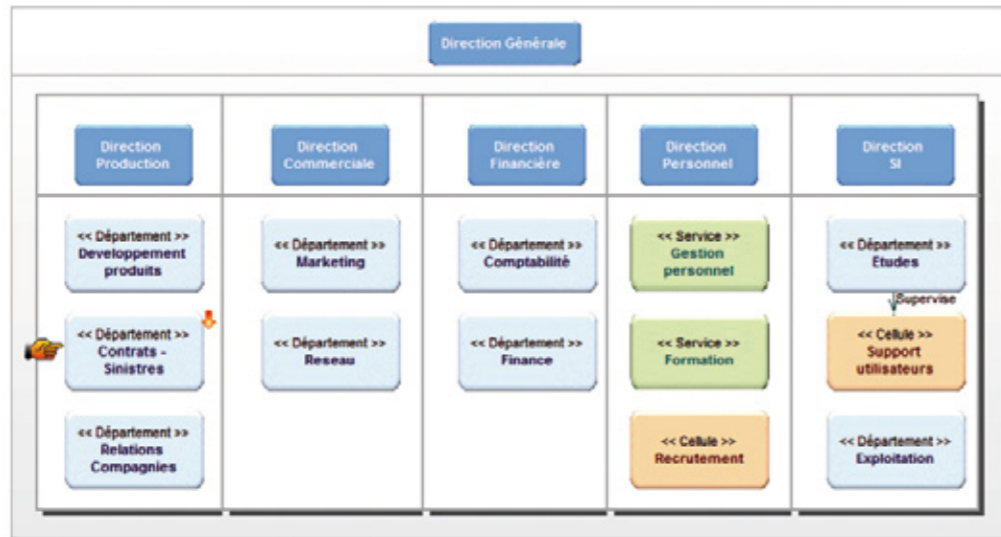 Direction Générale
Direction
Production
Direction
Commerciale
Direction
Financière
Direction
Personnel
Direction
SI
<< Département >>
Developpement
produits
<< Département >>
Marketing
<< Département >>
Comptabilité
<< Service >>
Gestion
personnel
<< Département >>
Etudes
Supervise
<< Département >>
Contrats -
Sinistres
<< Département >>
Reseau
<< Département >>
Finance
<< Service >>
Formation
<< Cellule >>
Support
utilisateurs
<< Département >>
Relations
Compagnies
<< Cellule >>
Recrutement
<< Département >>
Exploitation